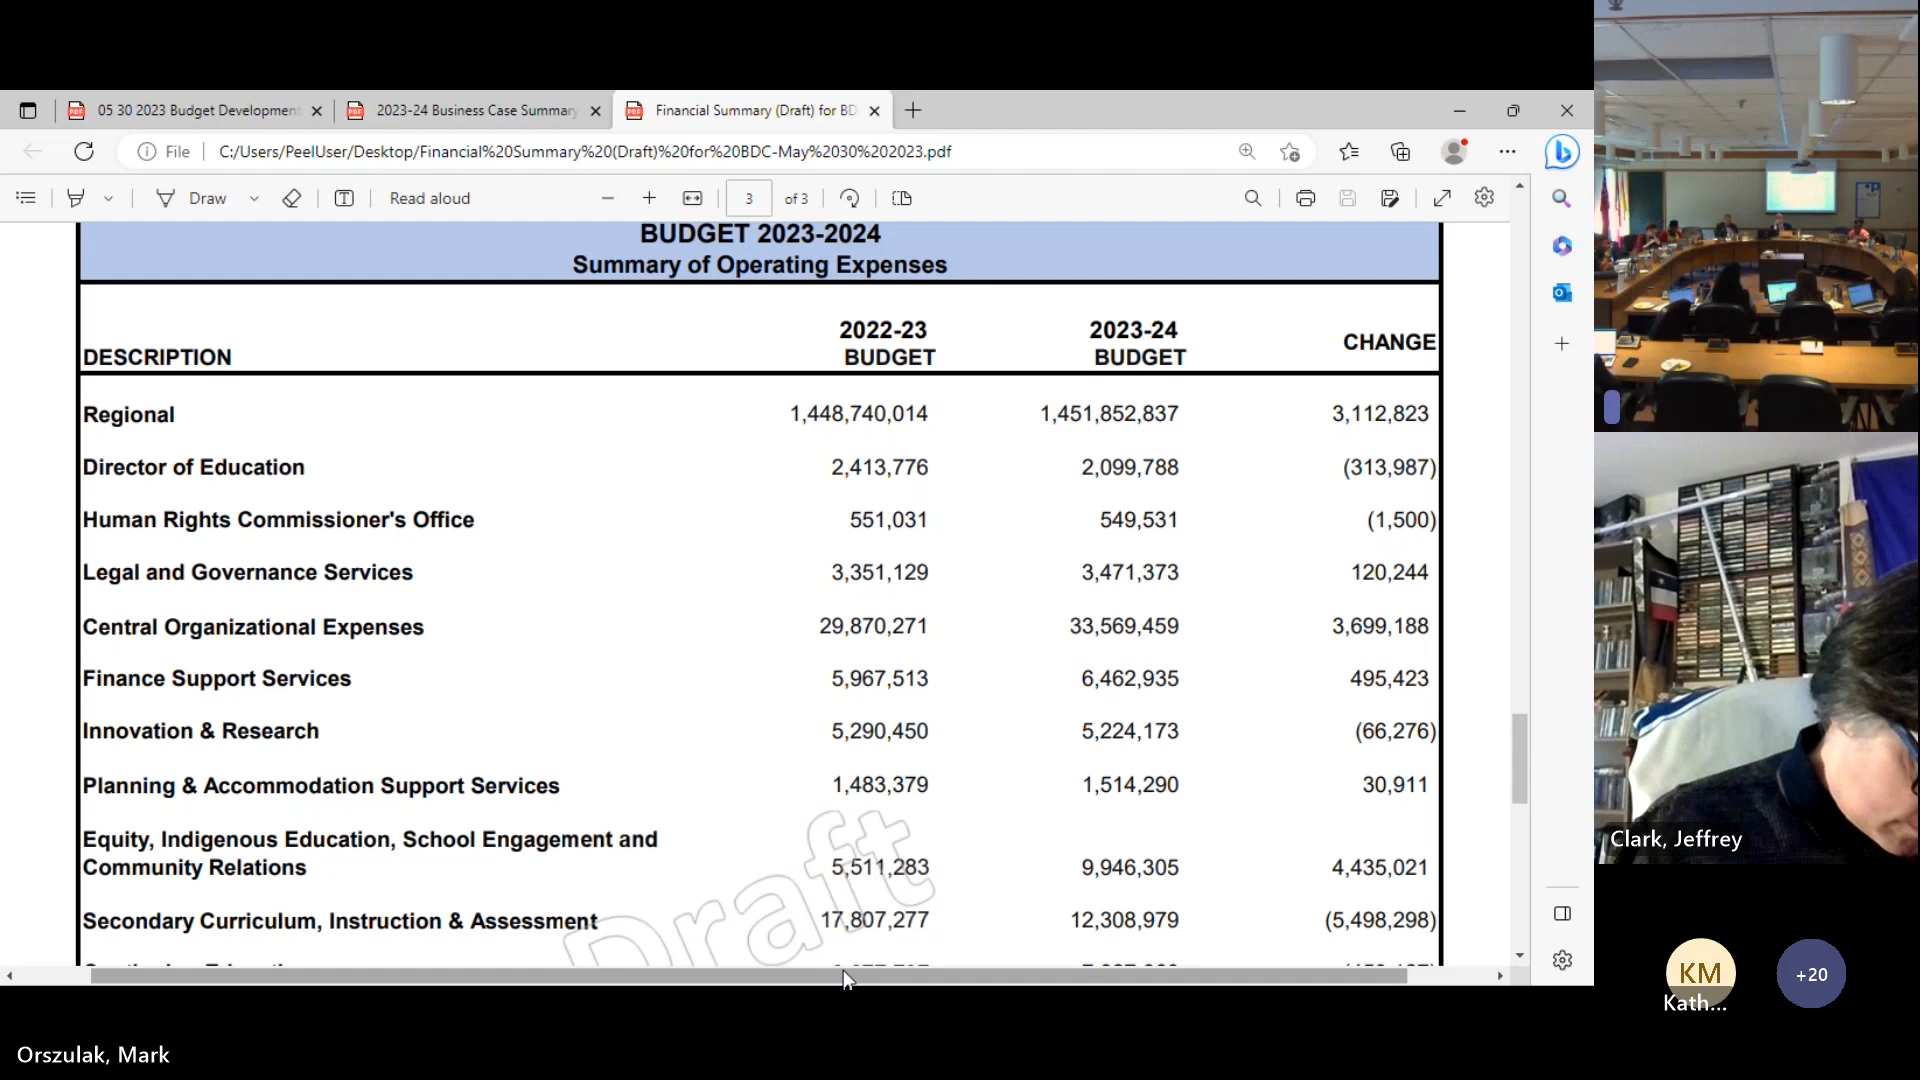 05 30 2023 Budget Development
2023-24 Business Case Summary
Financial Summary (Draft) for BD
File
C:/Users/PeelUser/Desktop/Financial%20Summary%20(Draft)%20for%20BDC-May%2030%202023.pdf
Draw
Read aloud
3 of 3
BUDGET 2023-2024
Summary of Operating Expenses
DESCRIPTION 2022-23 BUDGET 2023-24 BUDGET CHANGE
Regional 1,448,740,014 1,451,852,837 3,112,823
Director of Education 2,413,776 2,099,788 (313,987)
Human Rights Commissioner's Office 551,031 549,531 (1,500)
Legal and Governance Services 3,351,129 3,471,373 120,244
Central Organizational Expenses 29,870,271 33,569,459 3,699,188
Finance Support Services 5,967,513 6,462,935 495,423
Innovation & Research 5,290,450 5,224,173 (66,276)
Planning & Accommodation Support Services 1,483,379 1,514,290 30,911
Equity, Indigenous Education, School Engagement and
Community Relations 5,511,283 9,946,305 4,435,021
Secondary Curriculum, Instruction & Assessment 17,807,277 12,308,979 (5,498,298)
Draft
Clark, Jeffrey
KM
Kath...
+20
Orszulak, Mark